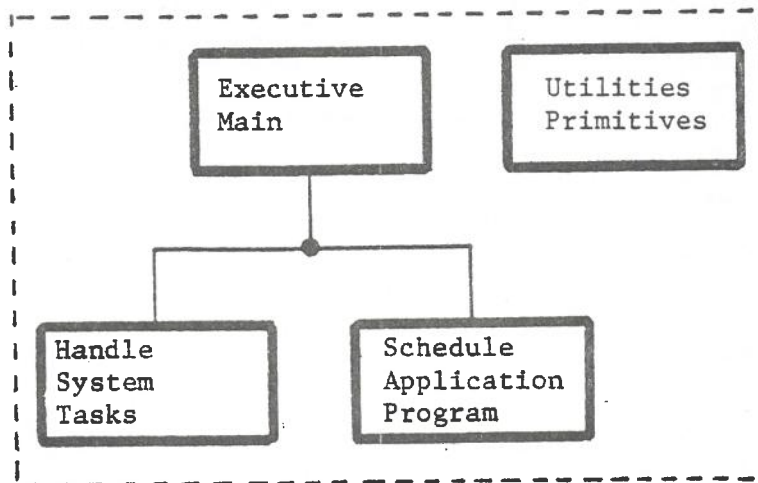 Executive
Main
Utilities
Primitives
Handle
System
Tasks
Schedule
Application
Program